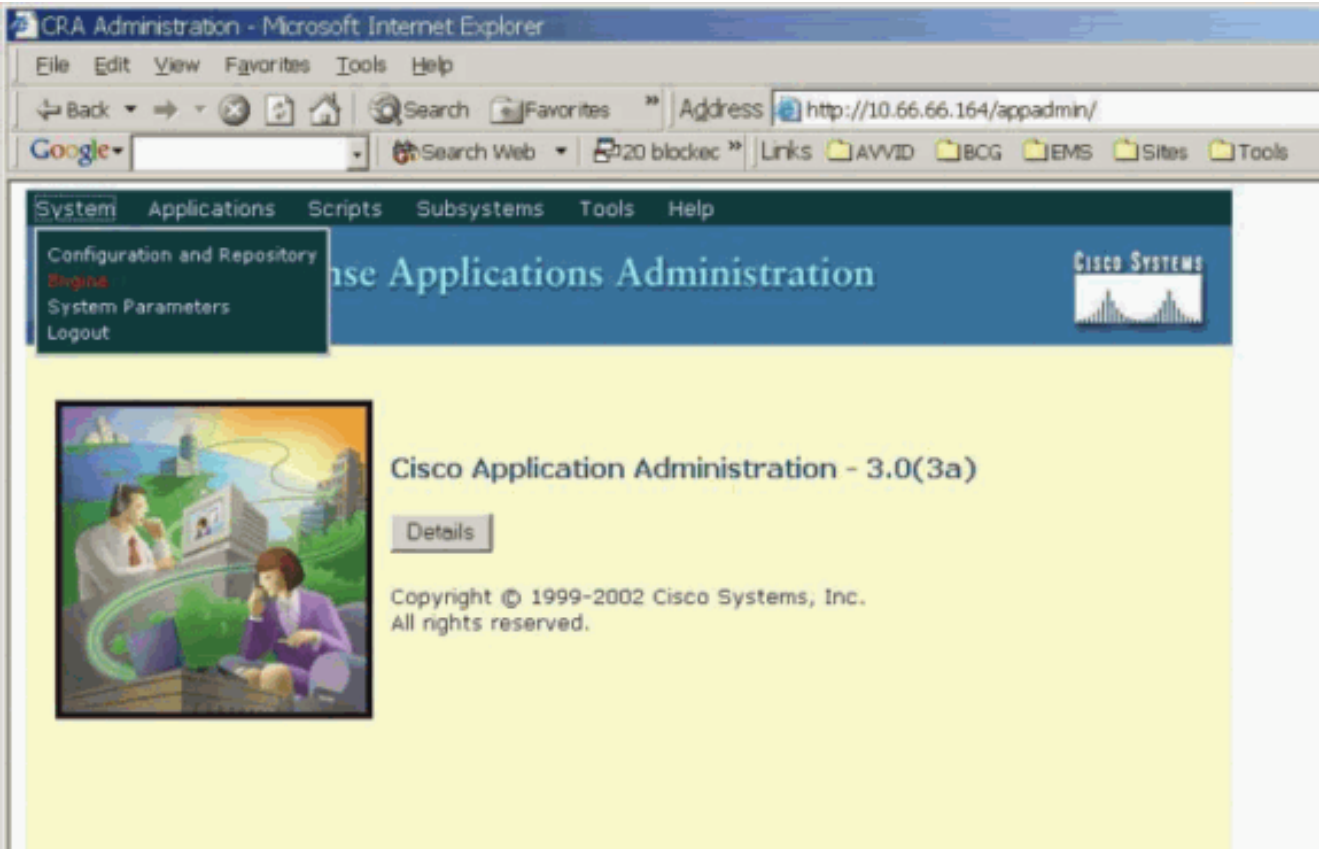 CRA Administration - Microsoft Internet Explorer
File Edit View Favorites Tools Help
Back Search Favorites » Address http://10.66.66.164/appadmin/
Google Search Web 20 blockec » Links AVVID BCG EMS Sites Tools
System Applications Scripts Subsystems Tools Help
Configuration and Repository
Engine
System Parameters
Logout
nse Applications Administration
CISCO SYSTEMS
Cisco Application Administration - 3.0(3a)
Details
Copyright © 1999-2002 Cisco Systems, Inc.
All rights reserved.